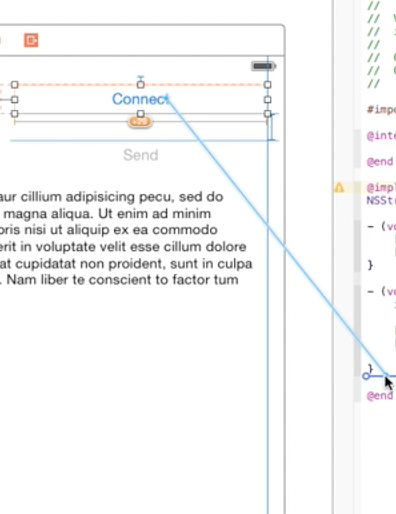 Connect
Send
aur cillium adipisicing pecu, sed do
magna aliqua. Ut enim ad minim
oris nisi ut aliquip ex ea commodo
erit in voluptate velit esse cillum dolore
at cupidatat non proident, sunt in culpa
. Nam liber te conscient to factor tum
//
//
//
//
//
//
//
#impo
@inte
@end
@impl
NSStr
- (vo
}
- (vo
}
@end